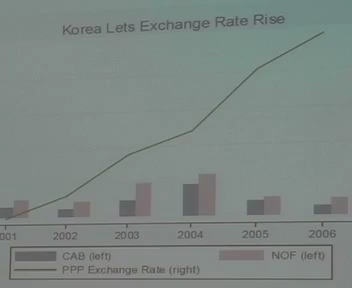 Korea Lets Exchange Rate Rise
001 2002 2003 2004 2005 2006
CAB (left) NOF (left)
PPP Exchange Rate (right)